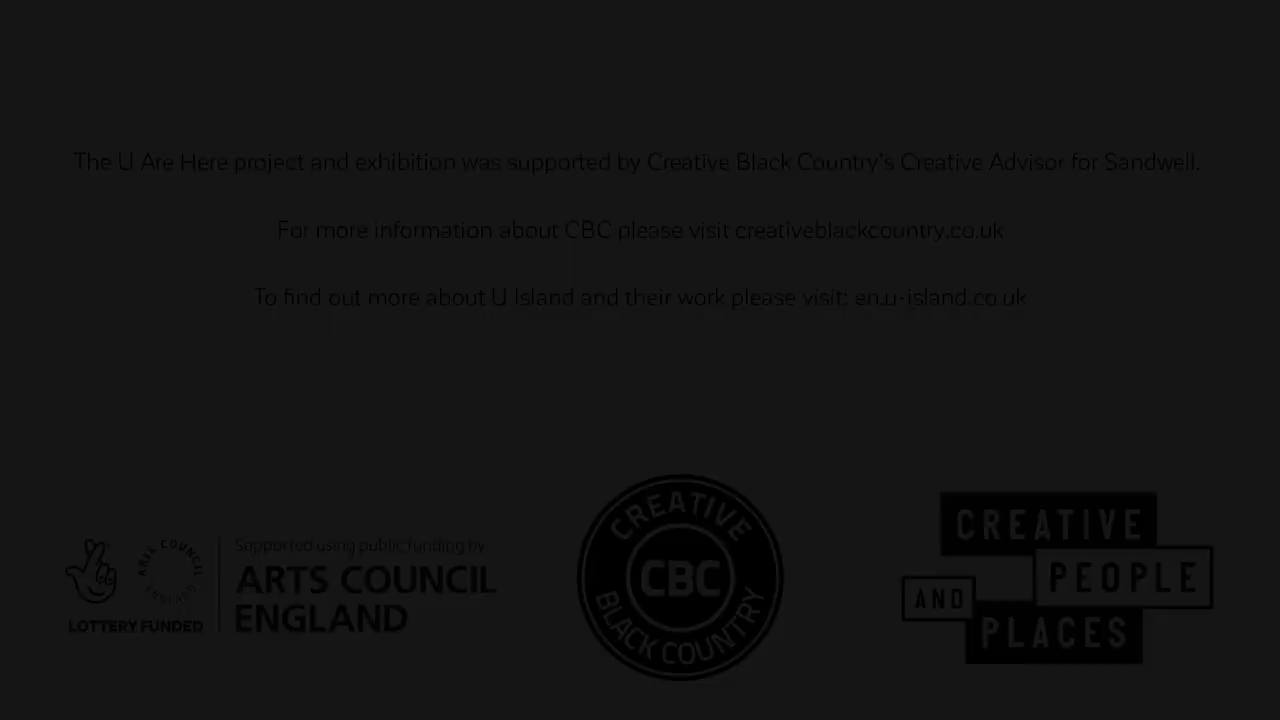 The U Are Here project and exhibition was supported by Creative Black Country's Creative Advisor for Sandwell.
For more information about CBC please visit creativeblackcountry.co.uk
To find out more about U Island and their work please visit: en.u-island.co.uk
ARTS COUNCIL ENGLAND
LOTTERY FUNDED
Supported using public funding by
ARTS COUNCIL
ENGLAND
CREATIVE
CBC
BLACK COUNTRY
CREATIVE
PEOPLE
AND
PLACES